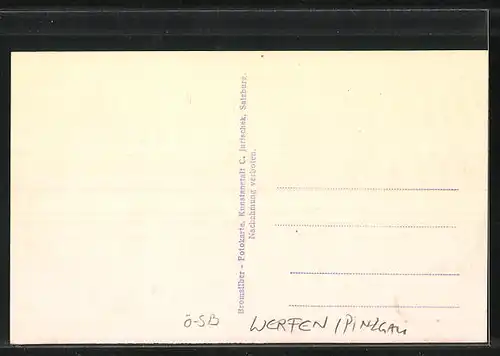 Bromsilber - Fotokarte. Kunstanstalt C. Jurischek, Salzburg.
Nachahmung verboten.
Ö-SB
WERFEN / PINZGAU